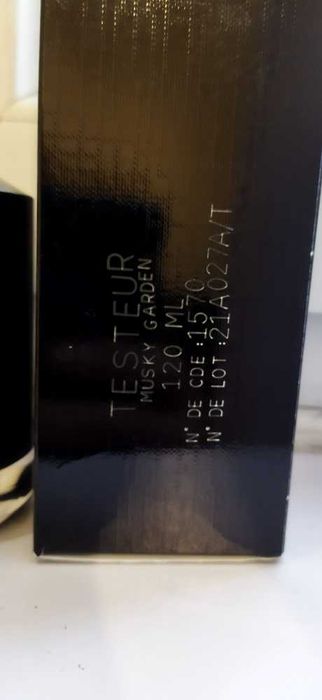 TESTEUR
MUSKY GARDEN
120 ML
N° DE CDE :1570
N° DE LOT :21A027A/T